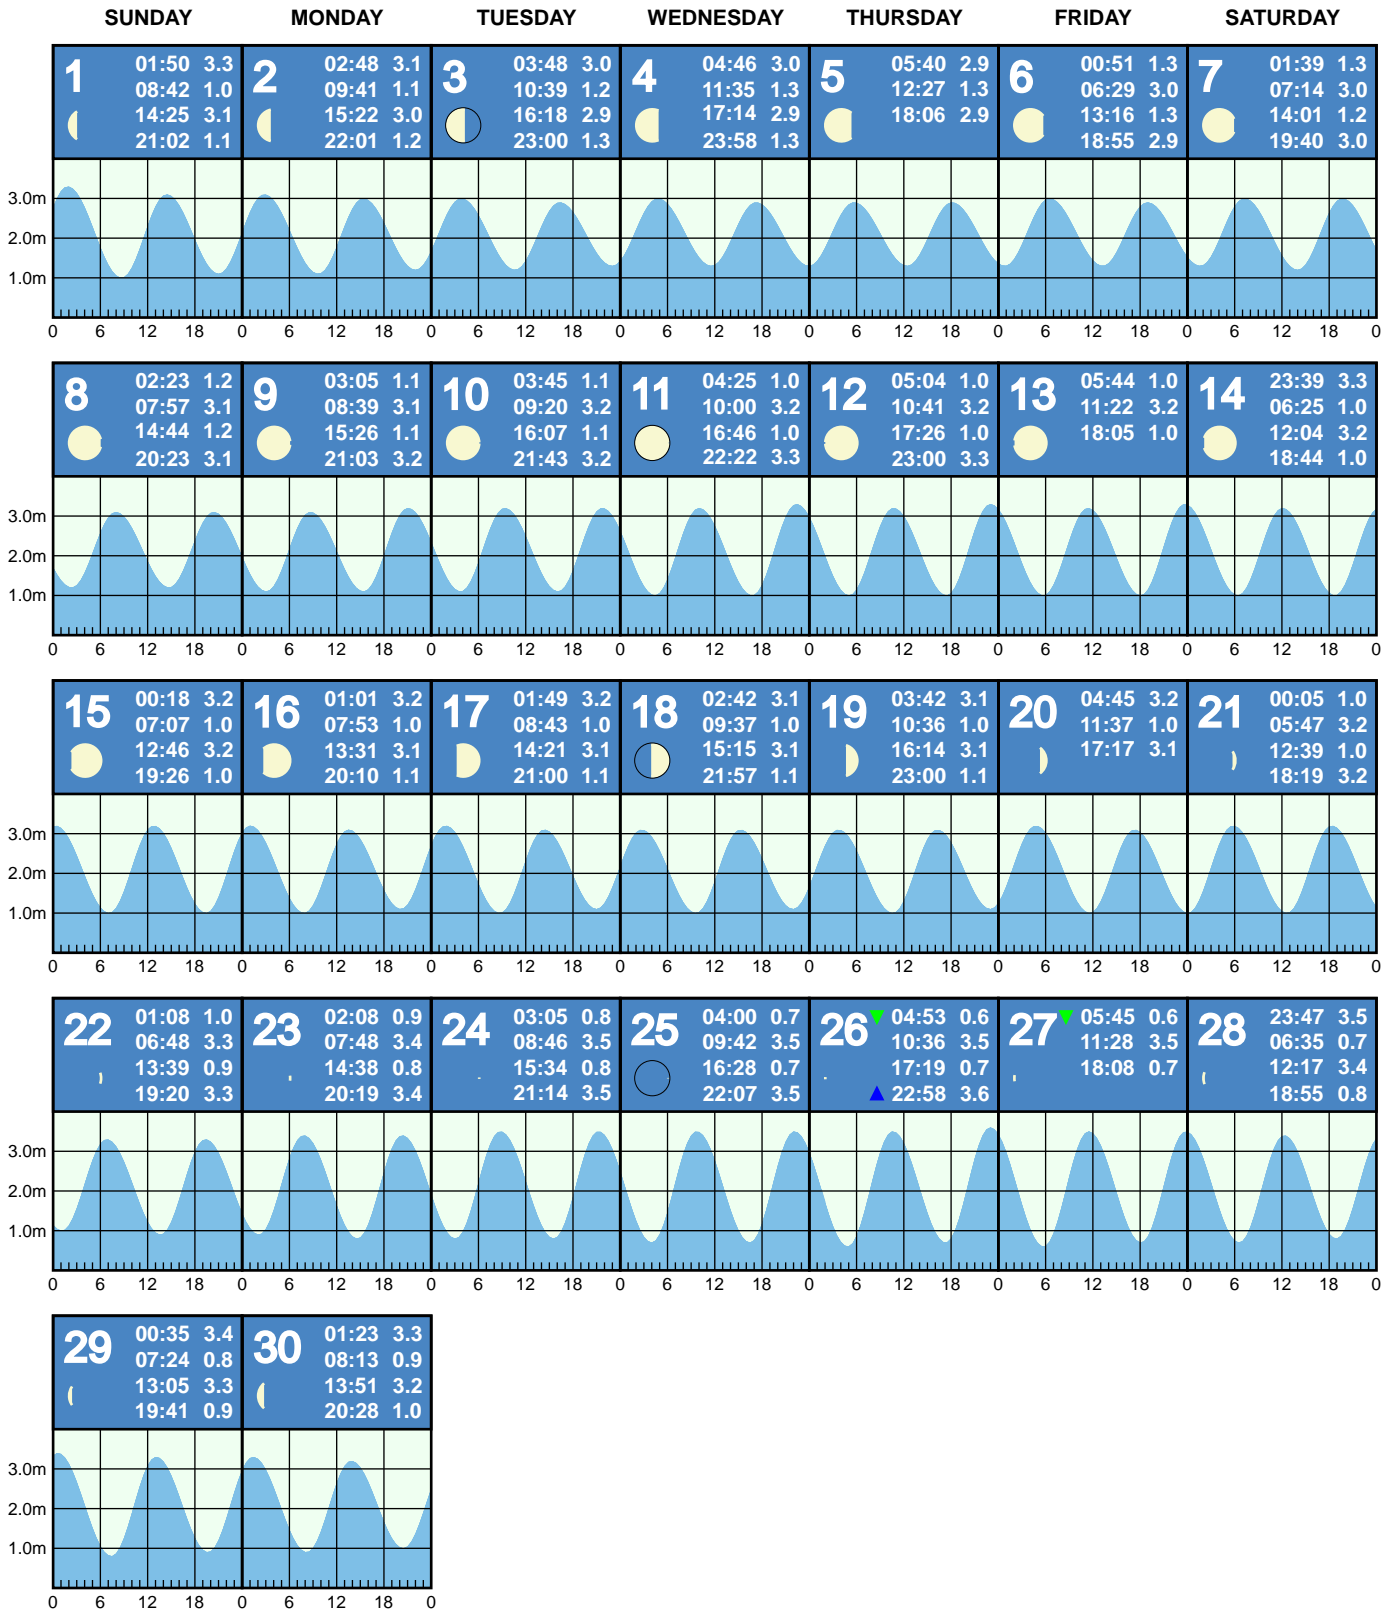 SUNDAY MONDAY TUESDAY WEDNESDAY THURSDAY FRIDAY SATURDAY
1 01:50 3.3
08:42 1.0
14:25 3.1
21:02 1.1
2 02:48 3.1
09:41 1.1
15:22 3.0
22:01 1.2
3 03:48 3.0
10:39 1.2
16:18 2.9
23:00 1.3
4 04:46 3.0
11:35 1.3
17:14 2.9
23:58 1.3
5 05:40 2.9
12:27 1.3
18:06 2.9
6 00:51 1.3
06:29 3.0
13:16 1.3
18:55 2.9
7 01:39 1.3
07:14 3.0
14:01 1.2
19:40 3.0
3.0m
2.0m
1.0m
0 6 12 18 0 6 12 18 0 6 12 18 0 6 12 18 0 6 12 18 0 6 12 18 0 6 12 18 0
8 02:23 1.2
07:57 3.1
14:44 1.2
20:23 3.1
9 03:05 1.1
08:39 3.1
15:26 1.1
21:03 3.2
10 03:45 1.1
09:20 3.2
16:07 1.1
21:43 3.2
11 04:25 1.0
10:00 3.2
16:46 1.0
22:22 3.3
12 05:04 1.0
10:41 3.2
17:26 1.0
23:00 3.3
13 05:44 1.0
11:22 3.2
18:05 1.0
14 23:39 3.3
06:25 1.0
12:04 3.2
18:44 1.0
3.0m
2.0m
1.0m
0 6 12 18 0 6 12 18 0 6 12 18 0 6 12 18 0 6 12 18 0 6 12 18 0 6 12 18 0
15 00:18 3.2
07:07 1.0
12:46 3.2
19:26 1.0
16 01:01 3.2
07:53 1.0
13:31 3.1
20:10 1.1
17 01:49 3.2
08:43 1.0
14:21 3.1
21:00 1.1
18 02:42 3.1
09:37 1.0
15:15 3.1
21:57 1.1
19 03:42 3.1
10:36 1.0
16:14 3.1
23:00 1.1
20 04:45 3.2
11:37 1.0
17:17 3.1
21 00:05 1.0
05:47 3.2
12:39 1.0
18:19 3.2
3.0m
2.0m
1.0m
0 6 12 18 0 6 12 18 0 6 12 18 0 6 12 18 0 6 12 18 0 6 12 18 0 6 12 18 0
22 01:08 1.0
06:48 3.3
13:39 0.9
19:20 3.3
23 02:08 0.9
07:48 3.4
14:38 0.8
20:19 3.4
24 03:05 0.8
08:46 3.5
15:34 0.8
21:14 3.5
25 04:00 0.7
09:42 3.5
16:28 0.7
22:07 3.5
26 04:53 0.6
10:36 3.5
17:19 0.7
22:58 3.6
27 05:45 0.6
11:28 3.5
18:08 0.7
28 23:47 3.5
06:35 0.7
12:17 3.4
18:55 0.8
3.0m
2.0m
1.0m
0 6 12 18 0 6 12 18 0 6 12 18 0 6 12 18 0 6 12 18 0 6 12 18 0 6 12 18 0
29 00:35 3.4
07:24 0.8
13:05 3.3
19:41 0.9
30 01:23 3.3
08:13 0.9
13:51 3.2
20:28 1.0
3.0m
2.0m
1.0m
0 6 12 18 0 6 12 18 0